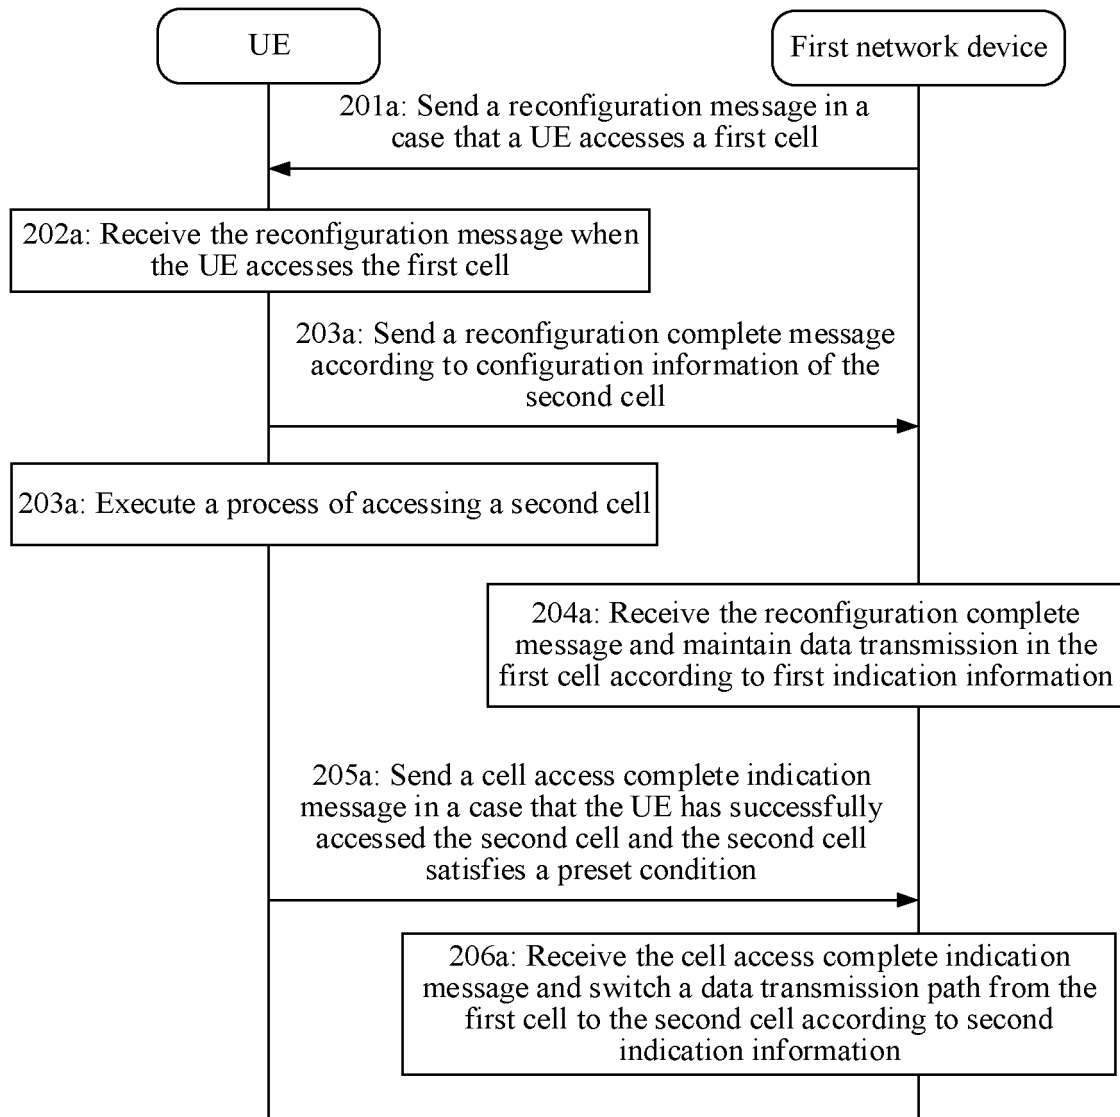 UE
First network device
201a: Send a reconfiguration message in a
case that a UE accesses a first cell
202a: Receive the reconfiguration message when
the UE accesses the first cell
203a: Send a reconfiguration complete message
according to configuration information of the
second cell
203a: Execute a process of accessing a second cell
204a: Receive the reconfiguration complete
message and maintain data transmission in the
first cell according to first indication information
205a: Send a cell access complete indication
message in a case that the UE has successfully
accessed the second cell and the second cell
satisfies a preset condition
206a: Receive the cell access complete indication
message and switch a data transmission path from the
first cell to the second cell according to second
indication information